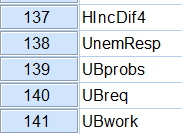 137 HIncDif4
138 UnemResp
139 UBprobs
140 UBreq
141 UBwork